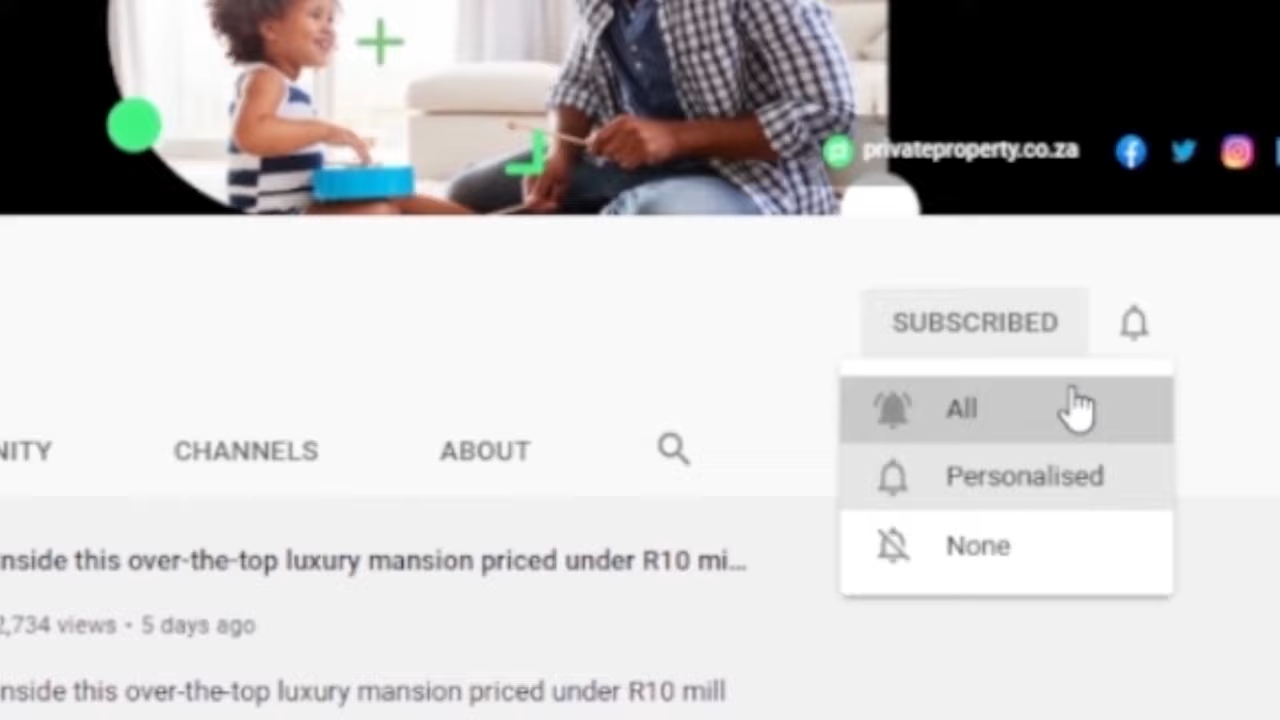 privateproperty.co.za
SUBSCRIBED
All
NITY CHANNELS ABOUT
Personalised
None
nside this over-the-top luxury mansion priced under R10 mi...
2,734 views • 5 days ago
nside this over-the-top luxury mansion priced under R10 mill